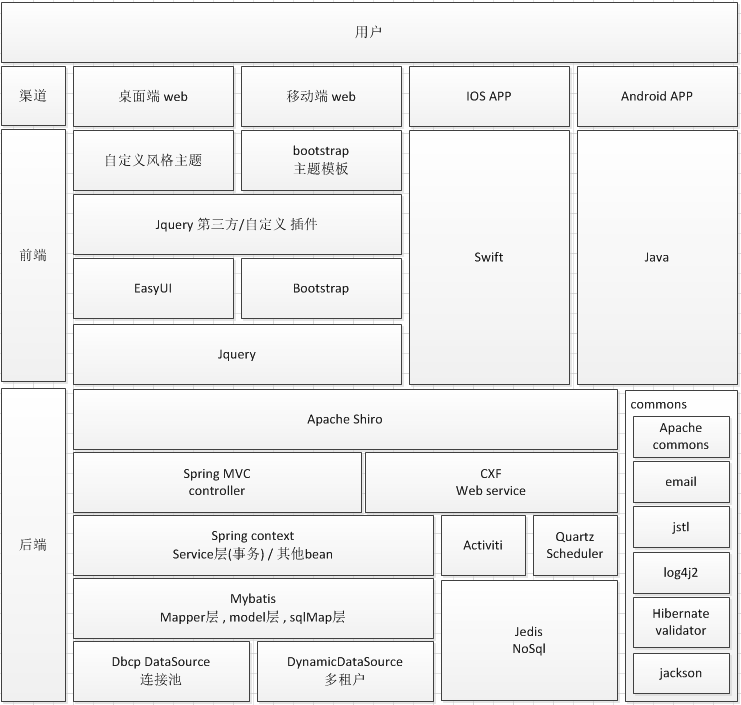 用户
渠道
桌面端 web
移动端 web
IOS APP
Android APP
前端
自定义风格主题
bootstrap
主题模板
Jquery 第三方/自定义 插件
EasyUI
Bootstrap
Jquery
Swift
Java
后端
Apache Shiro
Spring MVC
controller
CXF
Web service
Spring context
Service层(事务) / 其他bean
Activiti
Quartz
Scheduler
Mybatis
Mapper层 , model层 , sqlMap层
Jedis
NoSql
Dbcp DataSource
连接池
DynamicDataSource
多租户
commons
Apache
commons
email
jstl
log4j2
Hibernate
validator
jackson